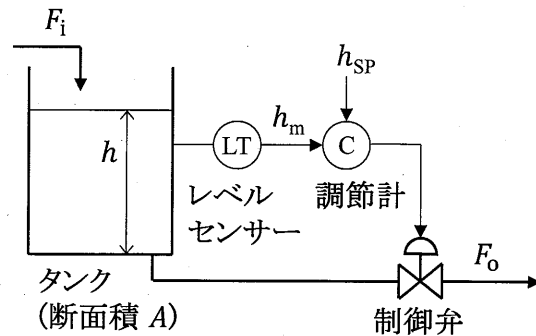 F_i
h_SP
h
LT
h_m
C
レベル
センサー
調節計
F_o
タンク
(断面積 A)
制御弁